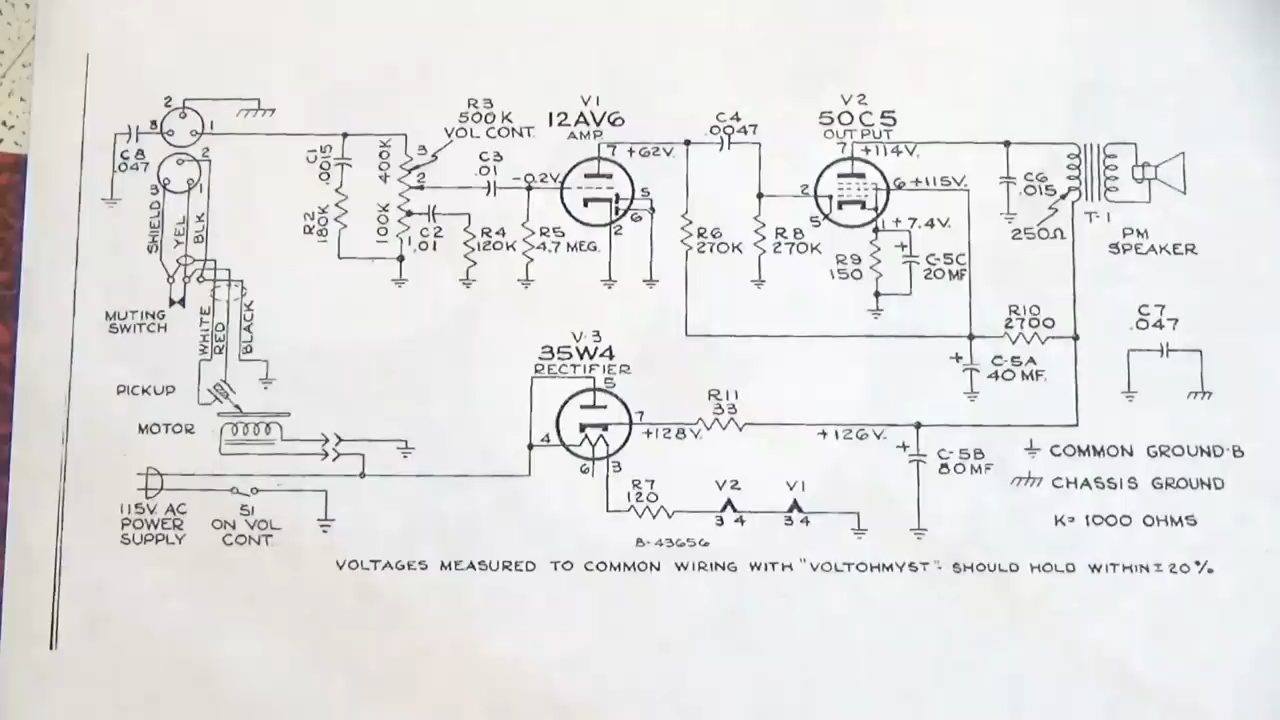 2
3
1
C8
.047
2
3
1
SHIELD
YEL
BLK
MUTING
SWITCH
WHITE
RED
BLACK
PICKUP
MOTOR
115V. AC
POWER
SUPPLY
S1
ON VOL
CONT.
C1
.0015
R2
180K
400K
100K
3
2
1
R3
500 K
VOL CONT.
C2
.01
R4
120K
C3
.01
-0.2V.
R5
4.7 MEG.
V1
12AV6
AMP.
7 +62V.
5
6
2
C4
.0047
R6
270K
R8
270K
V2
50C5
OUTPUT
7 +114V.
2
5
6 +115V.
1 +7.4V.
R9
150
C-5C
20 MF
C6
.015
250Ω
T-1
PM
SPEAKER
R10
2700
C-5A
40 MF.
C7
.047
V-3
35W4
RECTIFIER
5
7
+128V.
4
6
3
R11
33
+126V.
C-5B
80 MF
R7
120
V2
3 4
V1
3 4
COMMON GROUND-B
CHASSIS GROUND
K= 1000 OHMS
B-43656
VOLTAGES MEASURED TO COMMON WIRING WITH "VOLTOHMYST"- SHOULD HOLD WITHIN ± 20%